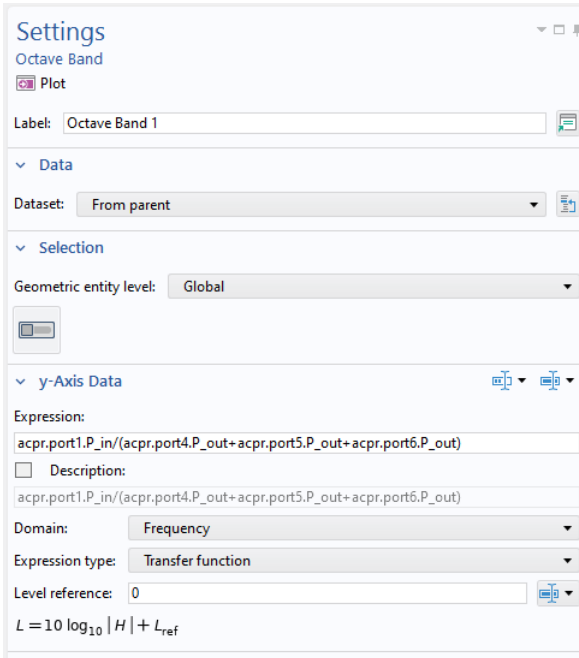 Settings
Octave Band
Plot
Label: Octave Band 1
Data
Dataset: From parent
Selection
Geometric entity level: Global
y-Axis Data
Expression:
acpr.port1.P_in/(acpr.port4.P_out+acpr.port5.P_out+acpr.port6.P_out)
Description:
acpr.port1.P_in/(acpr.port4.P_out+acpr.port5.P_out+acpr.port6.P_out)
Domain: Frequency
Expression type: Transfer function
Level reference: 0
L = 10 log₁₀ |H| + L_ref